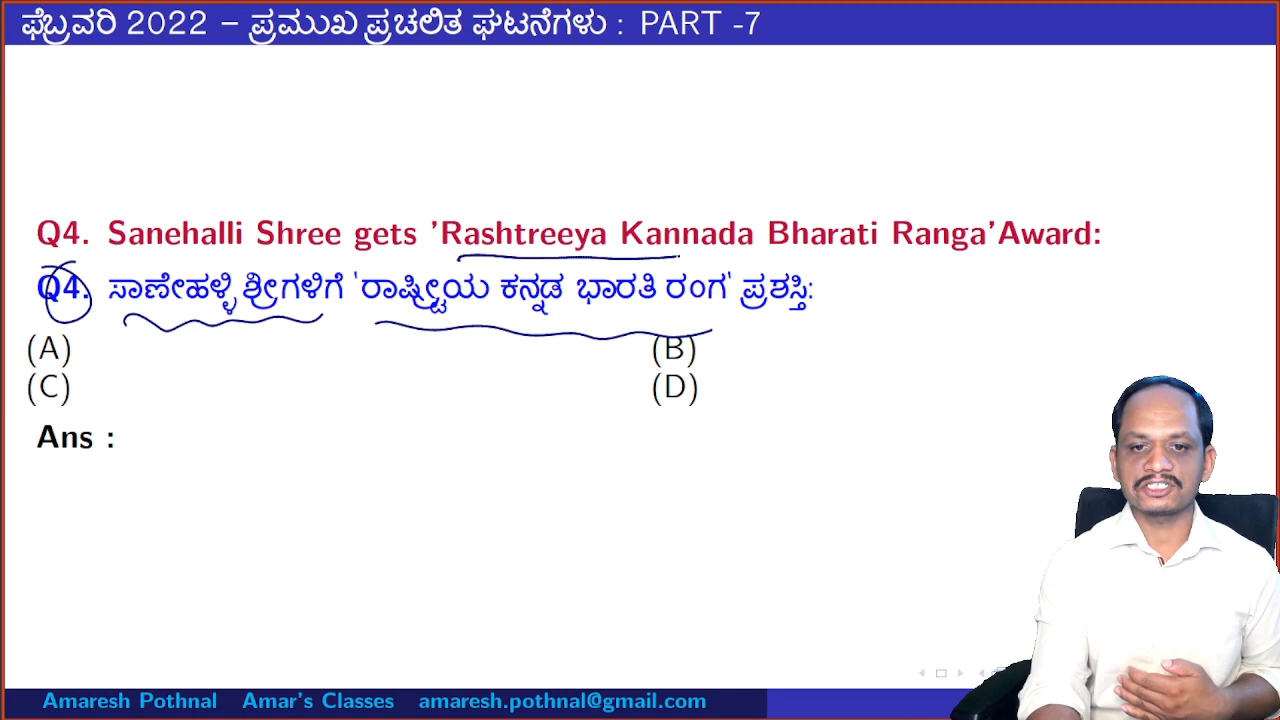 ಫೆಬ್ರವರಿ 2022 – ಪ್ರಮುಖ ಪ್ರಚಲಿತ ಘಟನೆಗಳು : PART -7
Q4. Sanehalli Shree gets 'Rashtreeya Kannada Bharati Ranga'Award:
Q4. ಸಾಣೇಹಳ್ಳಿ ಶ್ರೀಗಳಿಗೆ 'ರಾಷ್ಟ್ರೀಯ ಕನ್ನಡ ಭಾರತಿ ರಂಗ' ಪ್ರಶಸ್ತಿ:
(A) (B)
(C) (D)
Ans :
Amaresh Pothnal Amar's Classes amaresh.pothnal@gmail.com